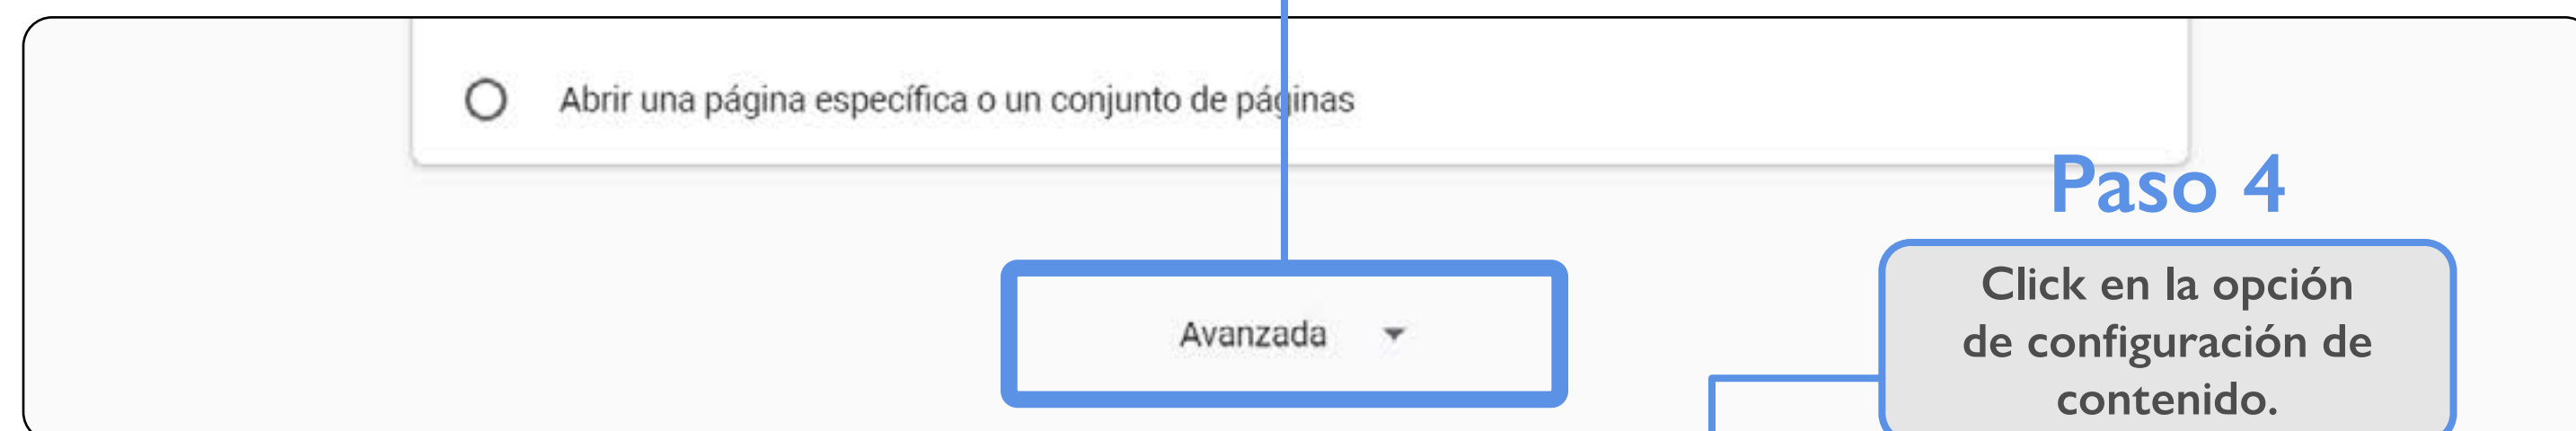 Abrir una página específica o un conjunto de páginas
Avanzada
Paso 4
Click en la opción
de configuración de
contenido.